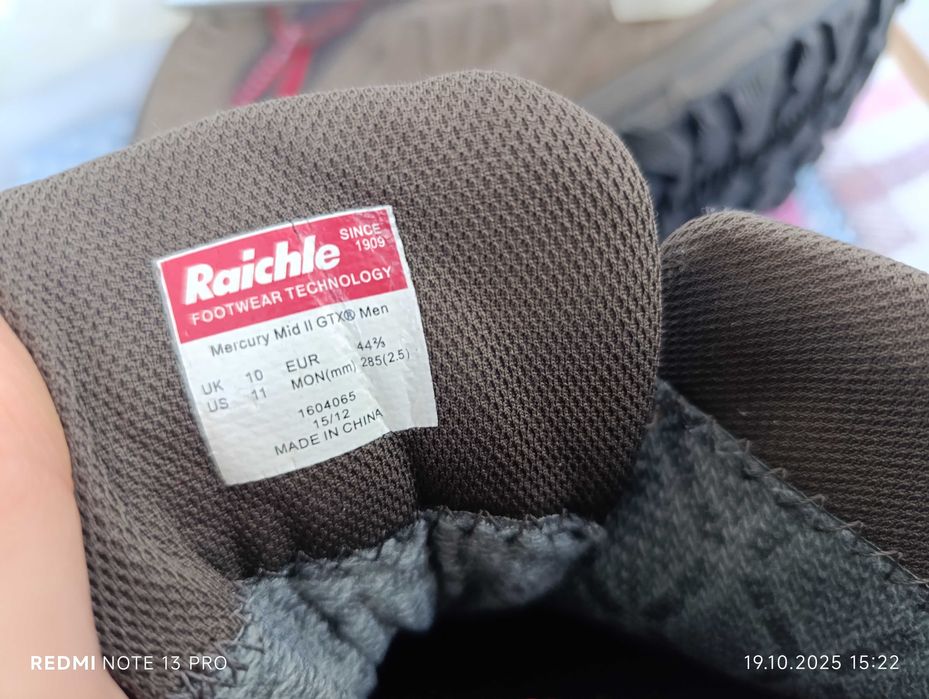 Raichle SINCE 1909
FOOTWEAR TECHNOLOGY
Mercury Mid II GTX® Men
UK 10 EUR 44⅔
US 11 MON(mm) 285(2.5)
1604065
15/12
MADE IN CHINA
REDMI NOTE 13 PRO
19.10.2025 15:22